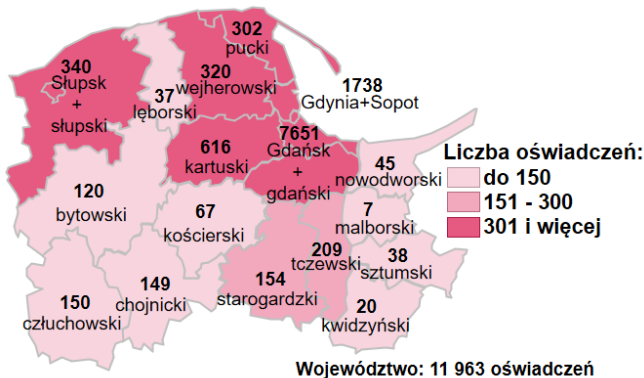 302
pucki
340
Słupsk
+
słupski
320
wejherowski
37
lęborski
1738
Gdynia+Sopot
616
kartuski
7651
Gdańsk
+
gdański
45
nowodworski
Liczba oświadczeń:
do 150
151 - 300
301 i więcej
120
bytowski
67
kościerski
7
malborski
209
tczewski
38
sztumski
154
starogardzki
149
chojnicki
150
człuchowski
20
kwidzyński
Województwo: 11 963 oświadczeń